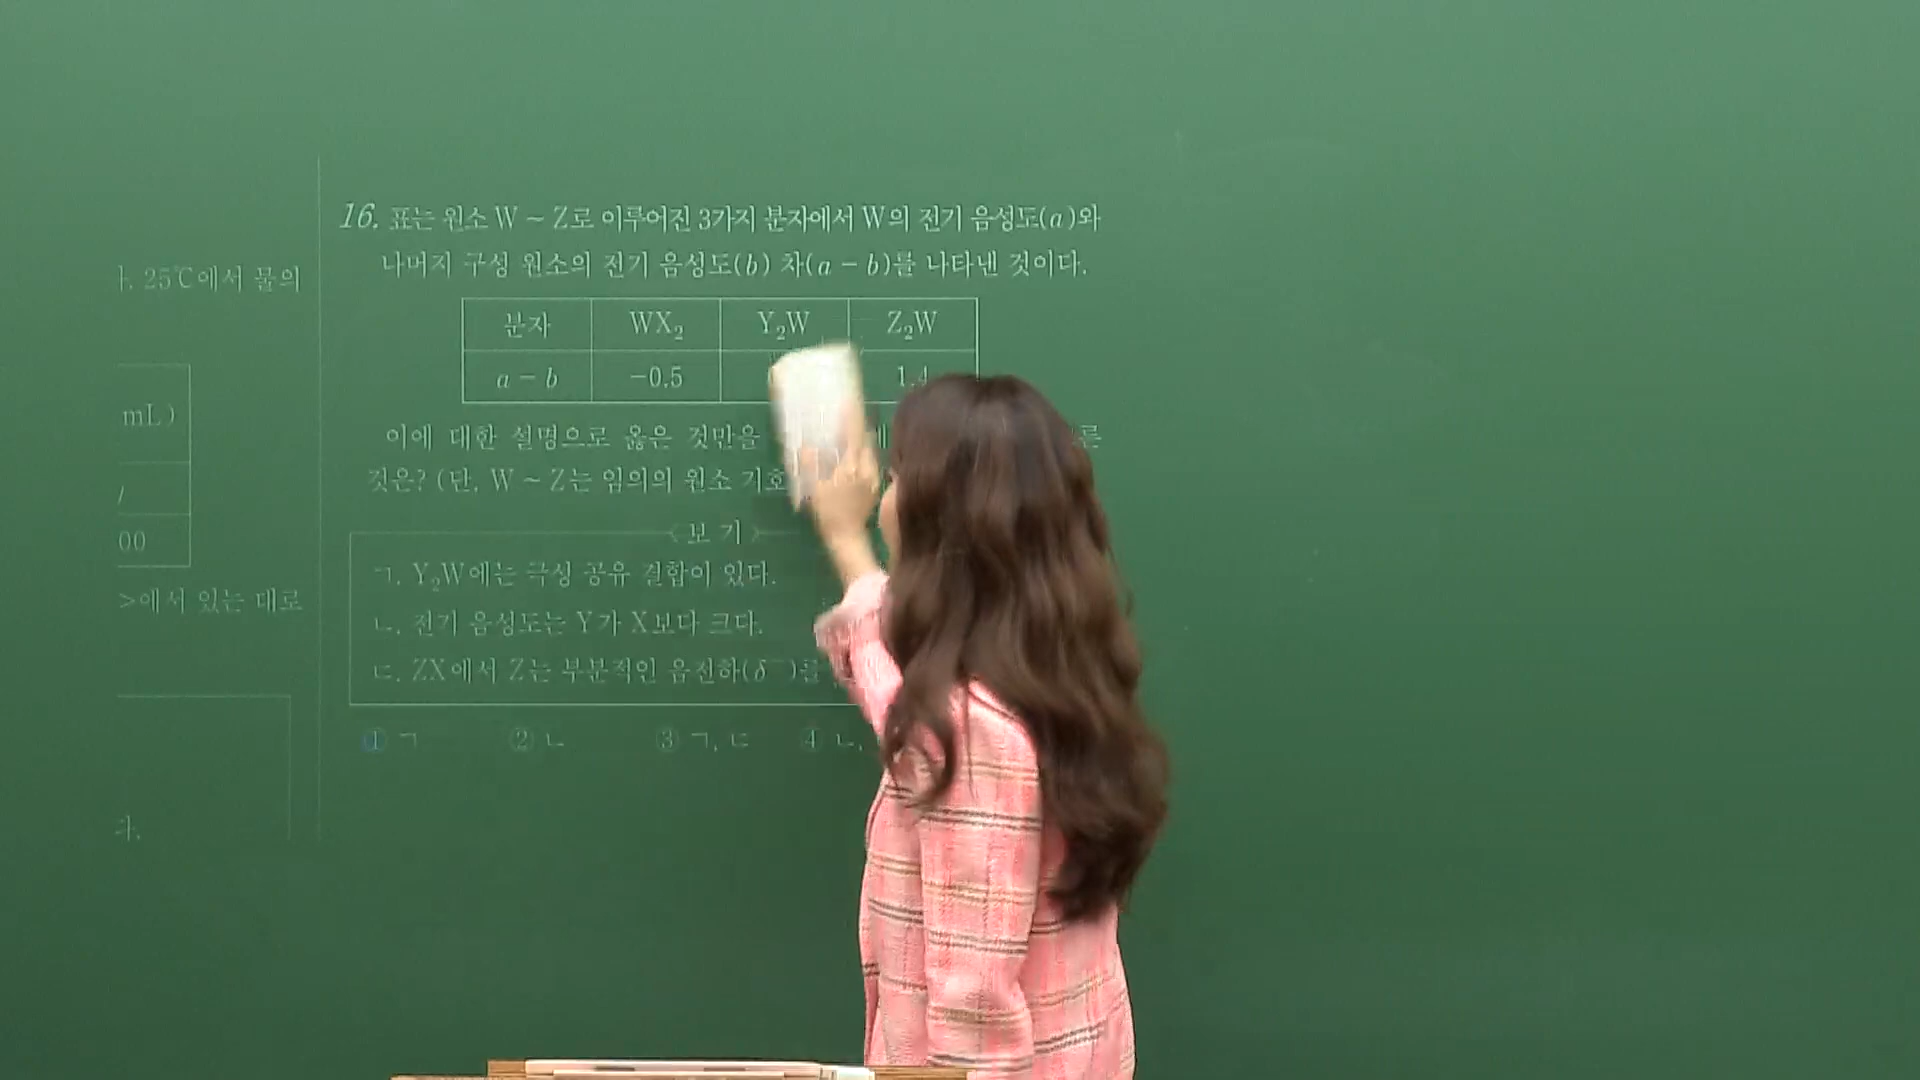 ㅏ. 25℃에서 물의
mL)
/
00
>에서 있는 대로
다.
16. 표는 원소 W ~ Z로 이루어진 3가지 분자에서 W의 전기 음성도(a)와
나머지 구성 원소의 전기 음성도(b) 차(a − b)를 나타낸 것이다.
분자 WX₂ Y₂W Z₂W
a − b −0.5 1.4
이에 대한 설명으로 옳은 것만을
것은? (단, W ~ Z는 임의의 원소 기호
<보 기>
ㄱ. Y₂W에는 극성 공유 결합이 있다.
ㄴ. 전기 음성도는 Y가 X보다 크다.
ㄷ. ZX에서 Z는 부분적인 음전하(δ⁻)를
① ㄱ ② ㄴ ③ ㄱ, ㄷ ④ ㄴ,